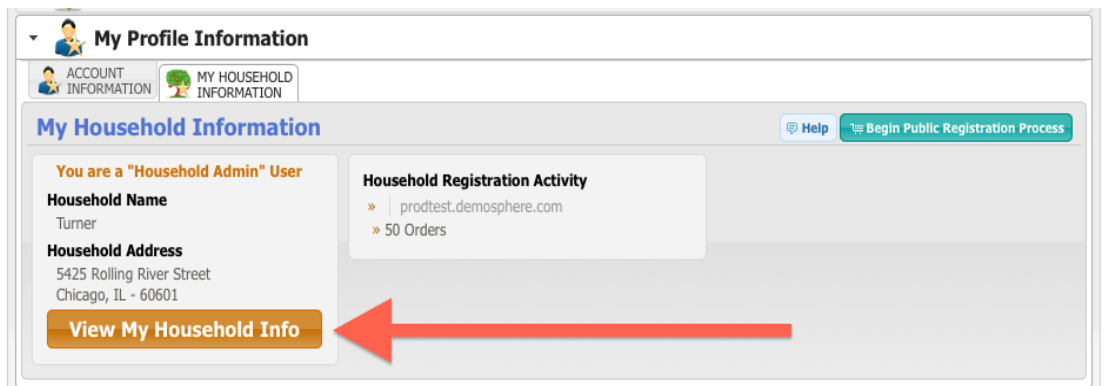 My Profile Information
ACCOUNT
INFORMATION
MY HOUSEHOLD
INFORMATION
My Household Information
Help
Begin Public Registration Process
You are a "Household Admin" User
Household Name
Turner
Household Address
5425 Rolling River Street
Chicago, IL - 60601
View My Household Info
Household Registration Activity
» prodtest.demosphere.com
» 50 Orders